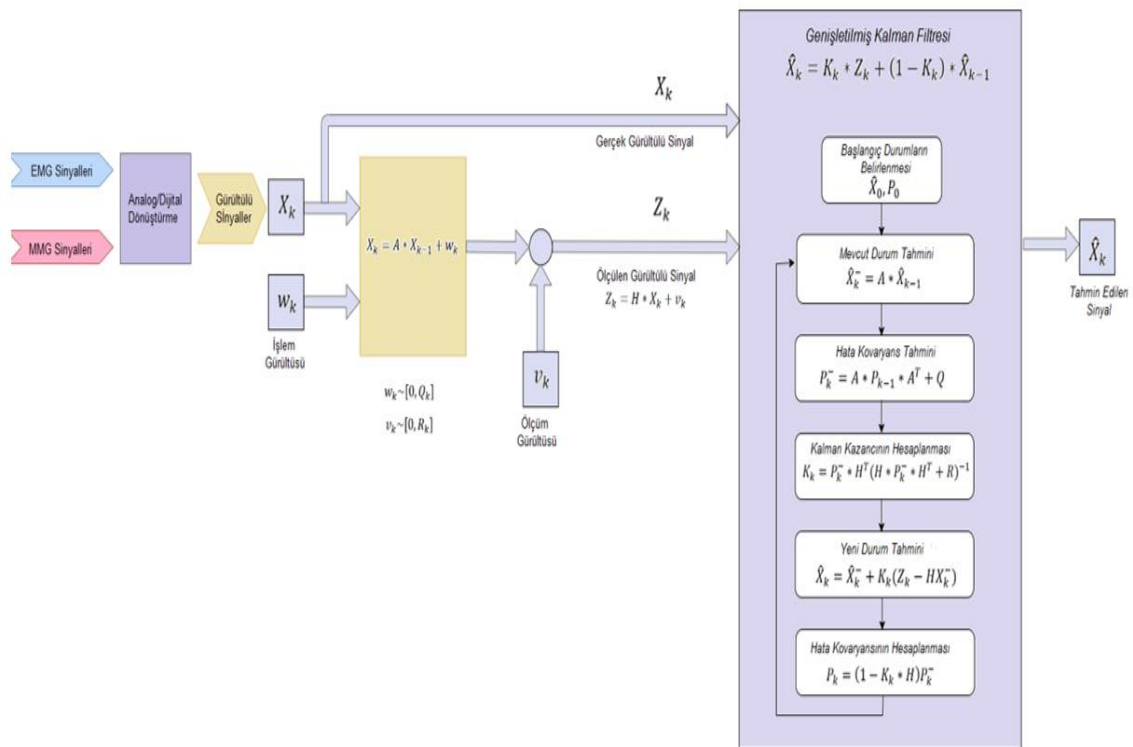 EMG Sinyalleri
MMG Sinyalleri
Analog/Dijital
Dönüştürme
Gürültülü
Sinyaller
X_k
w_k
İşlem
Gürültüsü
X_k = A * X_{k-1} + w_k
w_k~[0, Q_k]
v_k~[0, R_k]
X_k
Gerçek Gürültülü Sinyal
Z_k
Ölçülen Gürültülü Sinyal
Z_k = H * X_k + v_k
v_k
Ölçüm
Gürültüsü
Genişletilmiş Kalman Filtresi
X̂_k = K_k * Z_k + (1 − K_k) * X̂_{k−1}
Başlangıç Durumların
Belirlenmesi
X̂_0, P_0
Mevcut Durum Tahmini
X̂_k^− = A * X̂_{k−1}
Hata Kovaryans Tahmini
P_k^− = A * P_{k−1} * A^T + Q
Kalman Kazancının Hesaplanması
K_k = P_k^− * H^T(H * P_k^− * H^T + R)^{−1}
Yeni Durum Tahmini
X̂_k = X̂_k^− + K_k(Z_k − HX_k^−)
Hata Kovaryansının Hesaplanması
P_k = (1 − K_k * H)P_k^−
X̂_k
Tahmin Edilen
Sinyal